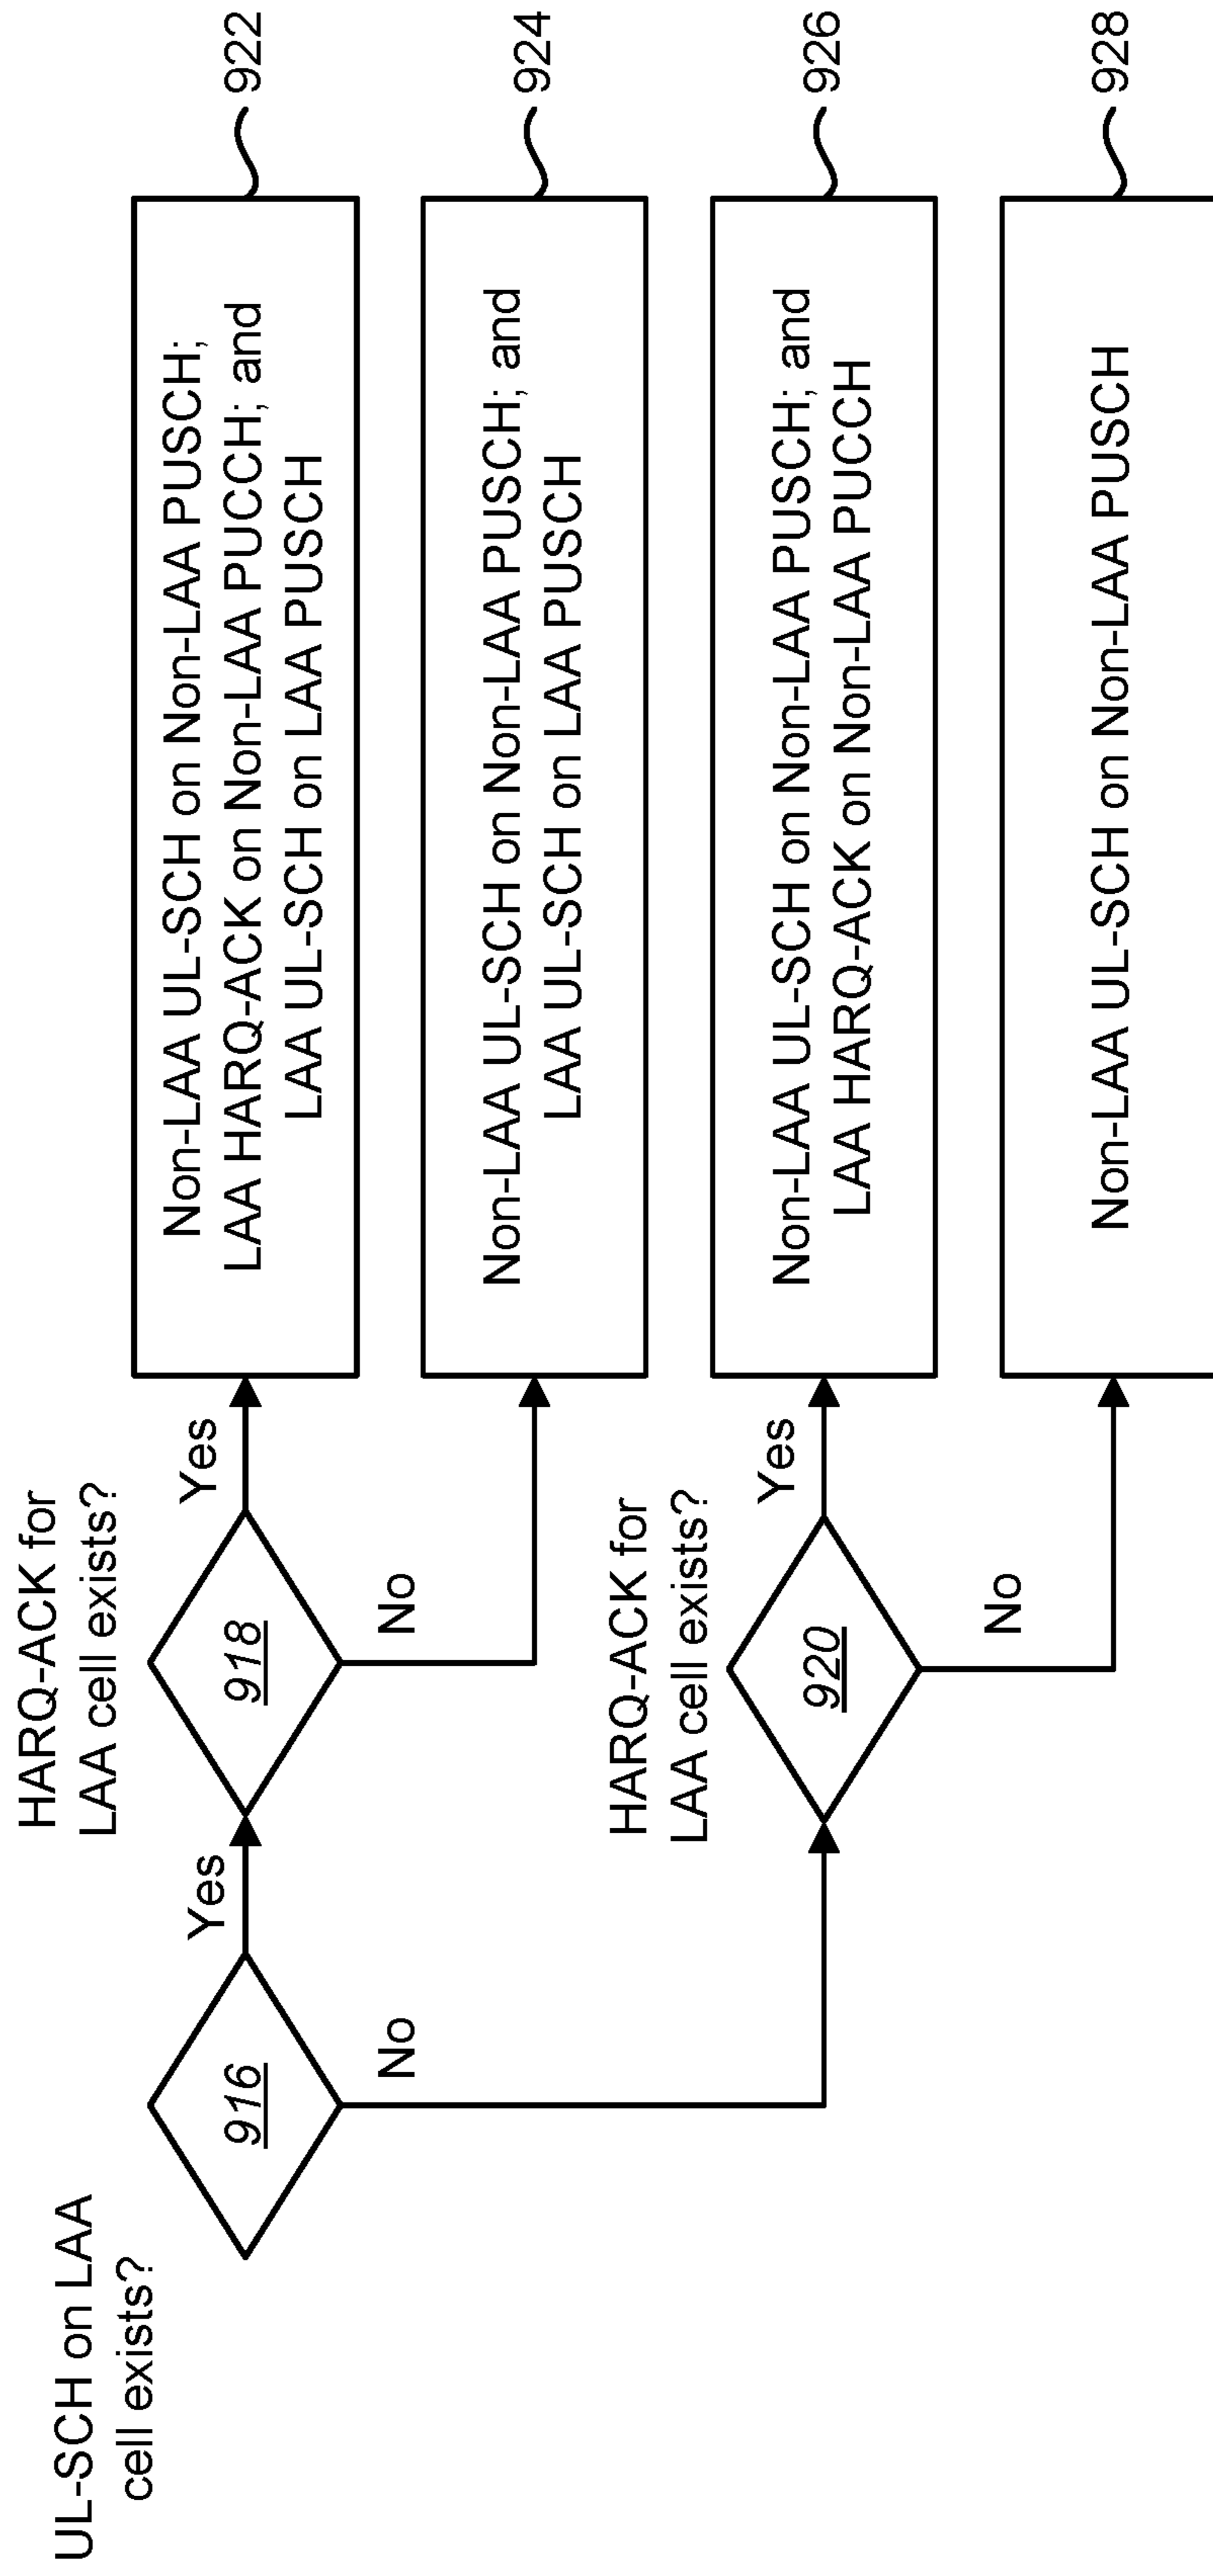 UL-SCH on LAA
cell exists?
916
Yes
No
HARQ-ACK for
LAA cell exists?
918
Yes
No
Non-LAA UL-SCH on Non-LAA PUSCH;
LAA HARQ-ACK on Non-LAA PUCCH; and
LAA UL-SCH on LAA PUSCH
922
Non-LAA UL-SCH on Non-LAA PUSCH; and
LAA UL-SCH on LAA PUSCH
924
HARQ-ACK for
LAA cell exists?
920
Yes
No
Non-LAA UL-SCH on Non-LAA PUSCH; and
LAA HARQ-ACK on Non-LAA PUCCH
926
Non-LAA UL-SCH on Non-LAA PUSCH
928